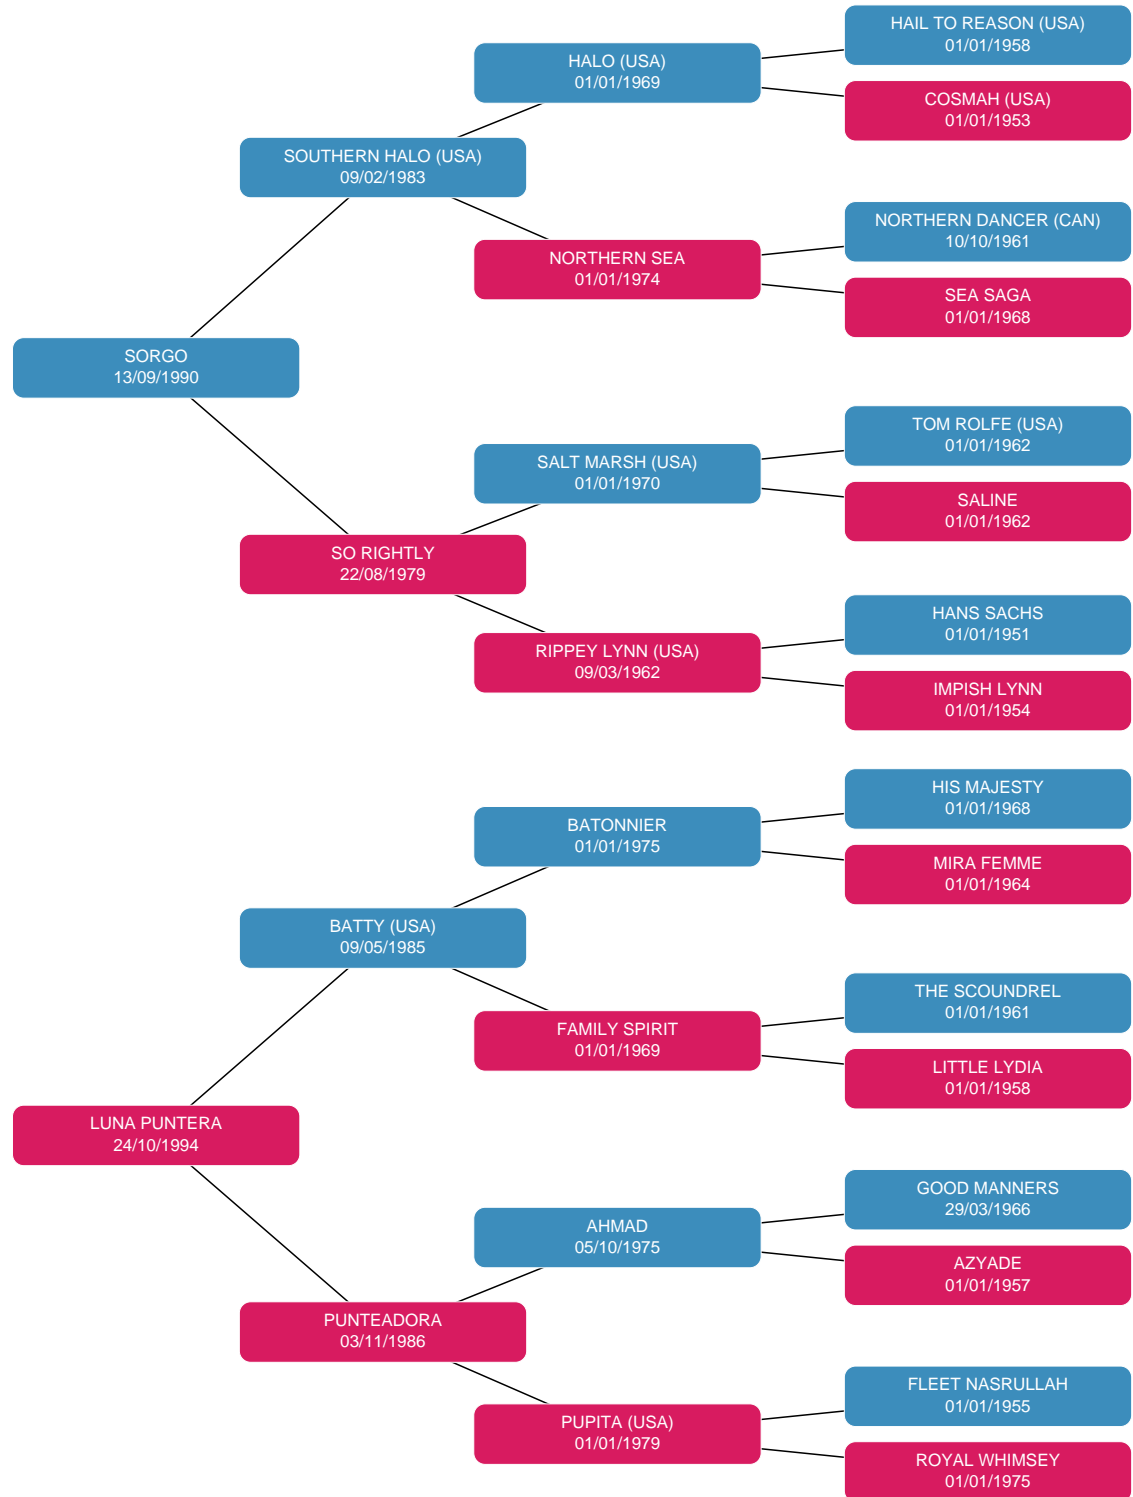 HAIL TO REASON (USA)
01/01/1958
HALO (USA)
01/01/1969
COSMAH (USA)
01/01/1953
SOUTHERN HALO (USA)
09/02/1983
NORTHERN DANCER (CAN)
10/10/1961
NORTHERN SEA
01/01/1974
SEA SAGA
01/01/1968
SORGO
13/09/1990
TOM ROLFE (USA)
01/01/1962
SALT MARSH (USA)
01/01/1970
SALINE
01/01/1962
SO RIGHTLY
22/08/1979
HANS SACHS
01/01/1951
RIPPEY LYNN (USA)
09/03/1962
IMPISH LYNN
01/01/1954
HIS MAJESTY
01/01/1968
BATONNIER
01/01/1975
MIRA FEMME
01/01/1964
BATTY (USA)
09/05/1985
THE SCOUNDREL
01/01/1961
FAMILY SPIRIT
01/01/1969
LITTLE LYDIA
01/01/1958
LUNA PUNTERA
24/10/1994
GOOD MANNERS
29/03/1966
AHMAD
05/10/1975
AZYADE
01/01/1957
PUNTEADORA
03/11/1986
FLEET NASRULLAH
01/01/1955
PUPITA (USA)
01/01/1979
ROYAL WHIMSEY
01/01/1975